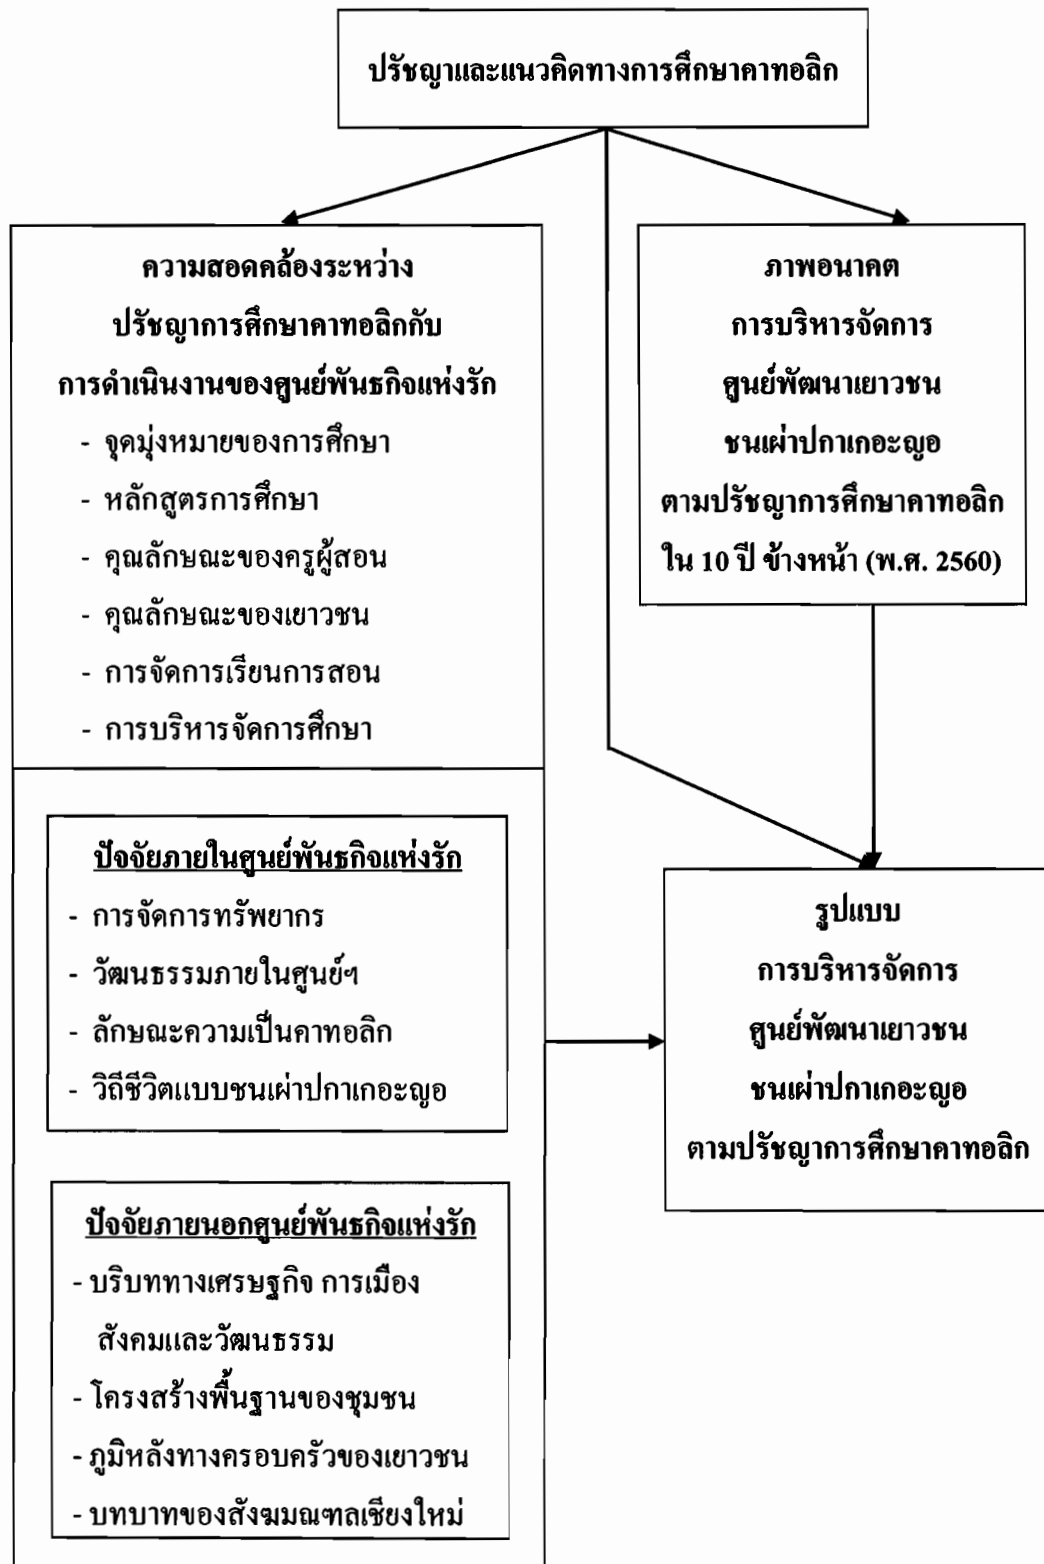 ปรัชญาและแนวคิดทางการศึกษาคาทอลิก
ความสอดคล้องระหว่าง
ปรัชญาการศึกษาคาทอลิกกับ
การดำเนินงานของศูนย์พันธกิจแห่งรัก
- จุดมุ่งหมายของการศึกษา
- หลักสูตรการศึกษา
- คุณลักษณะของครูผู้สอน
- คุณลักษณะของเยาวชน
- การจัดการเรียนการสอน
- การบริหารจัดการศึกษา
ภาพอนาคต
การบริหารจัดการ
ศูนย์พัฒนาเยาวชน
ชนเผ่าปกาเกอะญอ
ตามปรัชญาการศึกษาคาทอลิก
ใน 10 ปี ข้างหน้า (พ.ศ. 2560)
ปัจจัยภายในศูนย์พันธกิจแห่งรัก
- การจัดการทรัพยากร
- วัฒนธรรมภายในศูนย์ฯ
- ลักษณะความเป็นคาทอลิก
- วิถีชีวิตแบบชนเผ่าปกาเกอะญอ
ปัจจัยภายนอกศูนย์พันธกิจแห่งรัก
- บริบททางเศรษฐกิจ การเมือง
สังคมและวัฒนธรรม
- โครงสร้างพื้นฐานของชุมชน
- ภูมิหลังทางครอบครัวของเยาวชน
- บทบาทของสังฆมณฑลเชียงใหม่
รูปแบบ
การบริหารจัดการ
ศูนย์พัฒนาเยาวชน
ชนเผ่าปกาเกอะญอ
ตามปรัชญาการศึกษาคาทอลิก